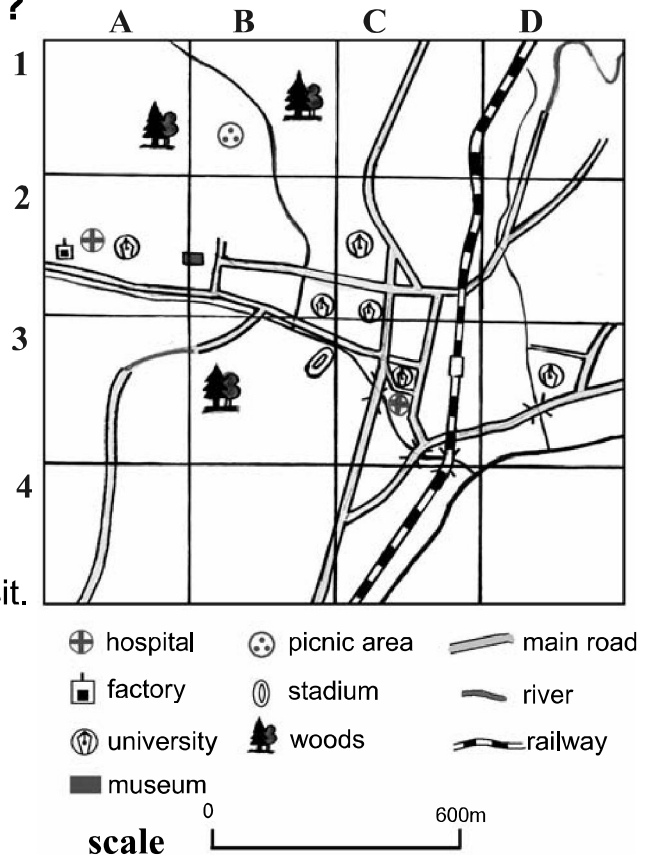 ?
A B C D
1
2
3
4
sit.
hospital picnic area main road
factory stadium river
university woods railway
museum
0 600m
scale